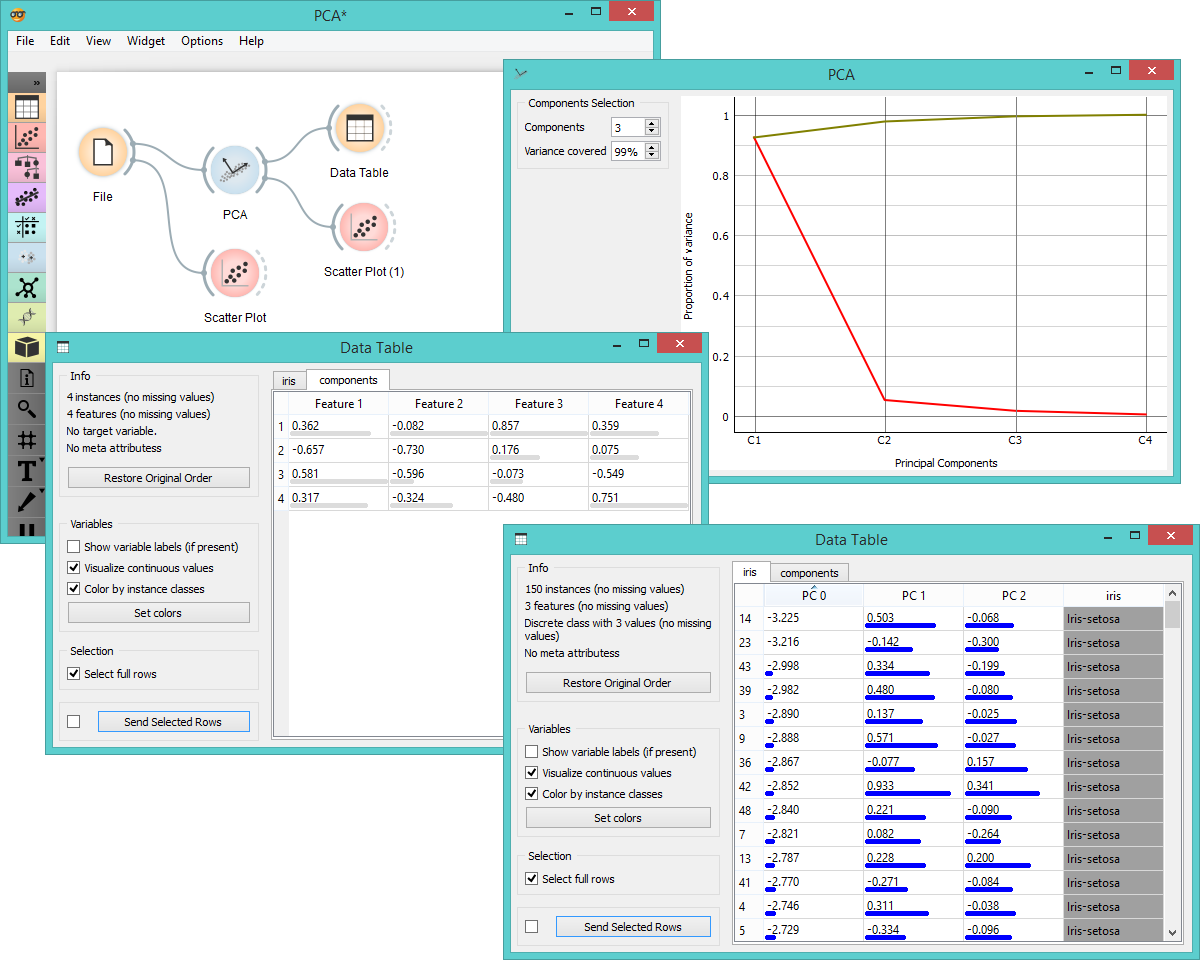 PCA*
File Edit View Widget Options Help
»
File
PCA
Data Table
Scatter Plot (1)
Scatter Plot
T
PCA
Components Selection
Components 3
Variance covered 99%
Proportion of variance
1
0.8
0.6
0.4
0.2
0
C1 C2 C3 C4
Principal Components
Data Table
Info
4 instances (no missing values)
4 features (no missing values)
No target variable.
No meta attributess
Restore Original Order
Variables
Show variable labels (if present)
Visualize continuous values
Color by instance classes
Set colors
Selection
Select full rows
Send Selected Rows
iris components
Feature 1 Feature 2 Feature 3 Feature 4
1 0.362 -0.082 0.857 0.359
2 -0.657 -0.730 0.176 0.075
3 0.581 -0.596 -0.073 -0.549
4 0.317 -0.324 -0.480 0.751
Data Table
Info
150 instances (no missing values)
3 features (no missing values)
Discrete class with 3 values (no missing
values)
No meta attributess
Restore Original Order
Variables
Show variable labels (if present)
Visualize continuous values
Color by instance classes
Set colors
Selection
Select full rows
Send Selected Rows
iris components
PC 0 PC 1 PC 2 iris
14 -3.225 0.503 -0.068 Iris-setosa
23 -3.216 -0.142 -0.300 Iris-setosa
43 -2.998 0.334 -0.199 Iris-setosa
39 -2.982 0.480 -0.080 Iris-setosa
3 -2.890 0.137 -0.025 Iris-setosa
9 -2.888 0.571 -0.027 Iris-setosa
36 -2.867 -0.077 0.157 Iris-setosa
42 -2.852 0.933 0.341 Iris-setosa
48 -2.840 0.221 -0.090 Iris-setosa
7 -2.821 0.082 -0.264 Iris-setosa
13 -2.787 0.228 0.200 Iris-setosa
41 -2.770 -0.271 -0.084 Iris-setosa
4 -2.746 0.311 -0.038 Iris-setosa
5 -2.729 -0.334 -0.096 Iris-setosa